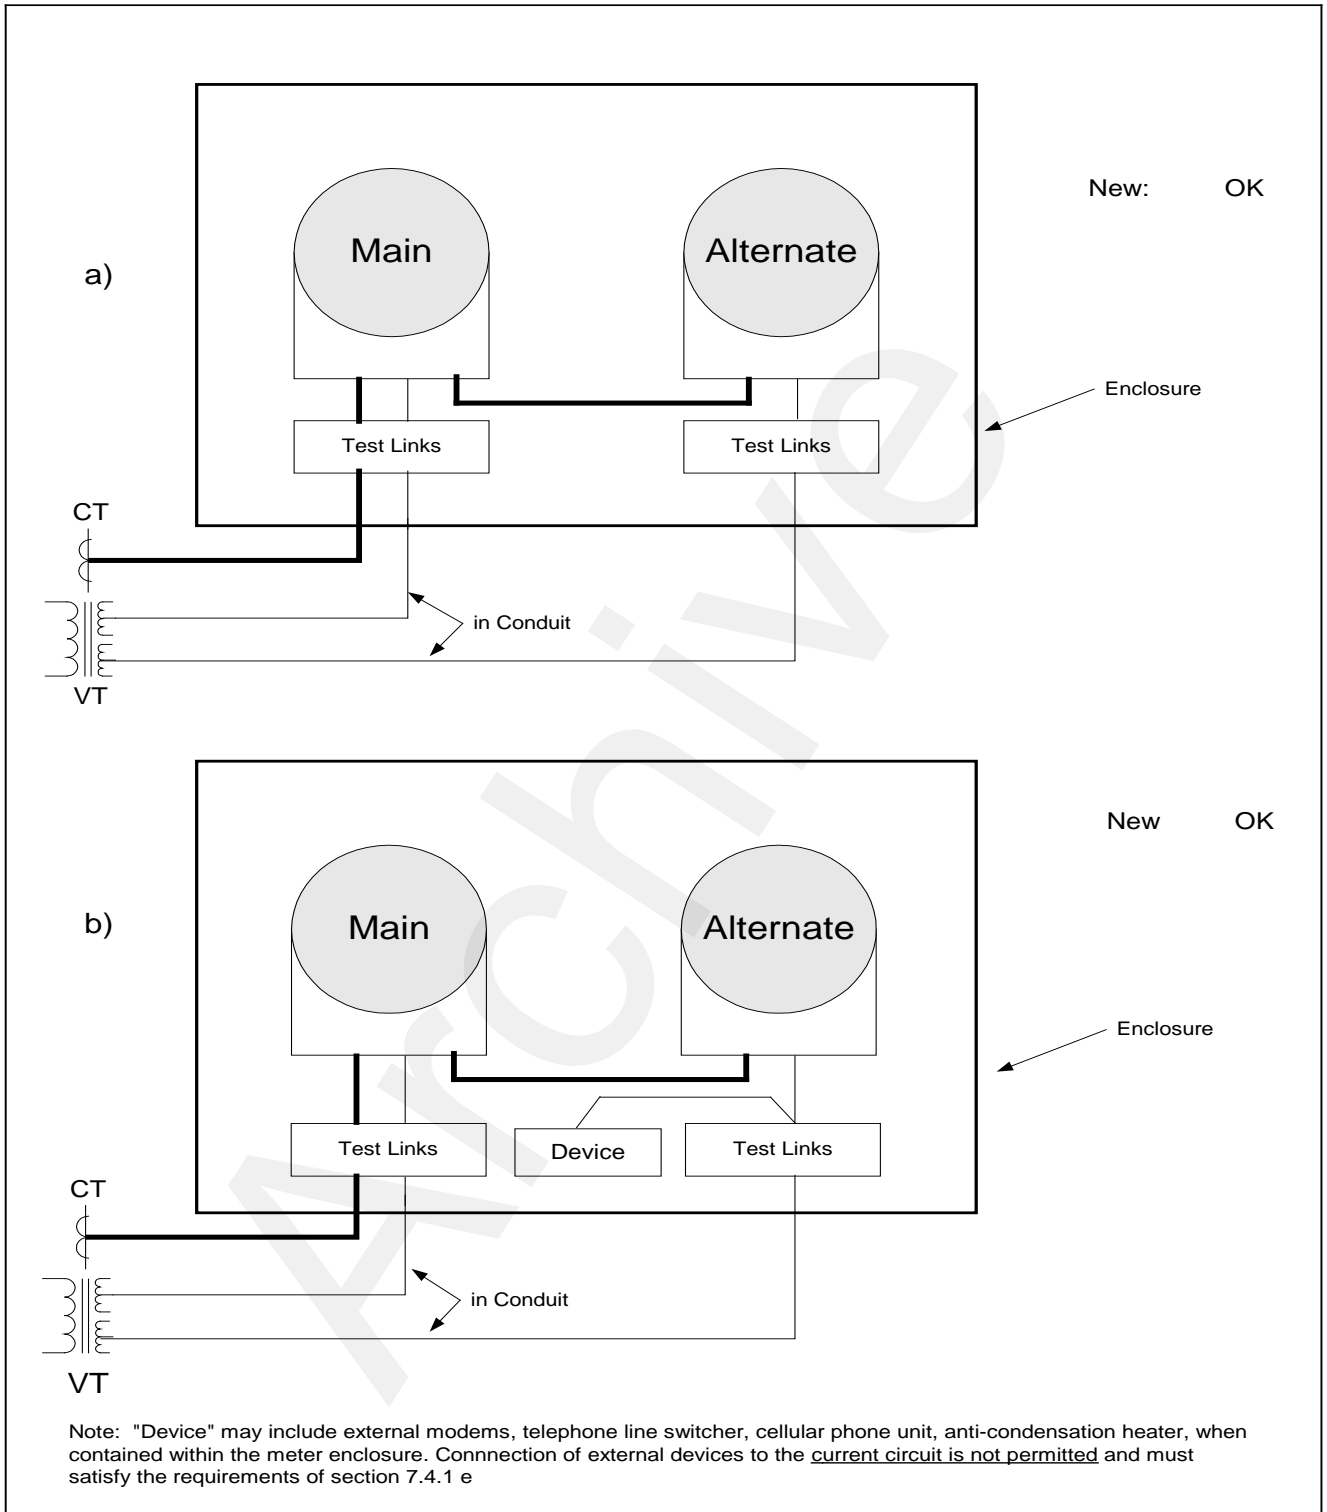 New: OK
Main
Alternate
a)
Enclosure
Test Links
Test Links
CT
in Conduit
VT
New OK
Main
Alternate
b)
Enclosure
Test Links
Device
Test Links
CT
in Conduit
VT
Note: "Device" may include external modems, telephone line switcher, cellular phone unit, anti-condensation heater, when
contained within the meter enclosure. Connnection of external devices to the current circuit is not permitted and must
satisfy the requirements of section 7.4.1 e
Archive